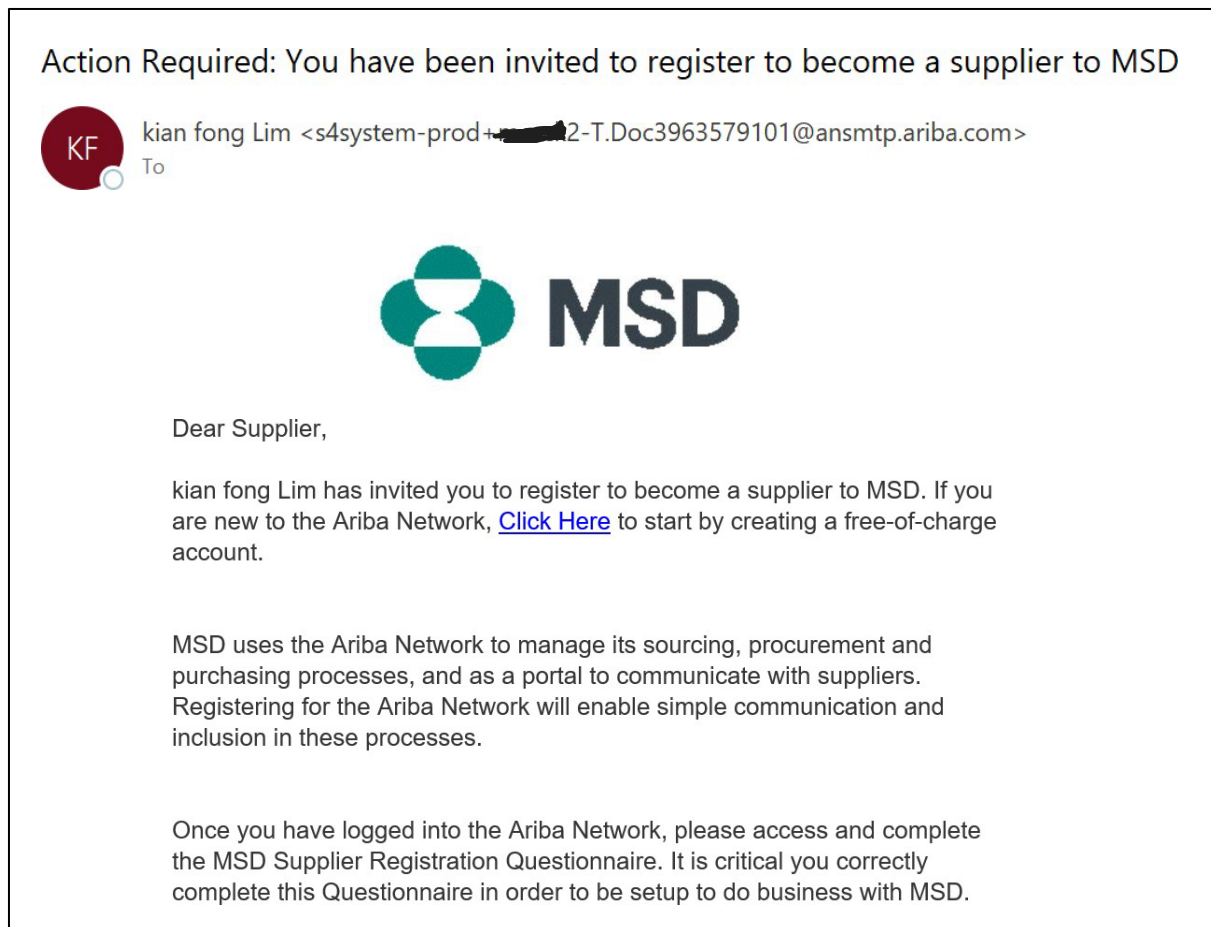 Action Required: You have been invited to register to become a supplier to MSD
KF
kian fong Lim <s4system-prod+ 2-T.Doc3963579101@ansmtp.ariba.com>
To
MSD
Dear Supplier,
kian fong Lim has invited you to register to become a supplier to MSD. If you
are new to the Ariba Network, Click Here to start by creating a free-of-charge
account.
MSD uses the Ariba Network to manage its sourcing, procurement and
purchasing processes, and as a portal to communicate with suppliers.
Registering for the Ariba Network will enable simple communication and
inclusion in these processes.
Once you have logged into the Ariba Network, please access and complete
the MSD Supplier Registration Questionnaire. It is critical you correctly
complete this Questionnaire in order to be setup to do business with MSD.